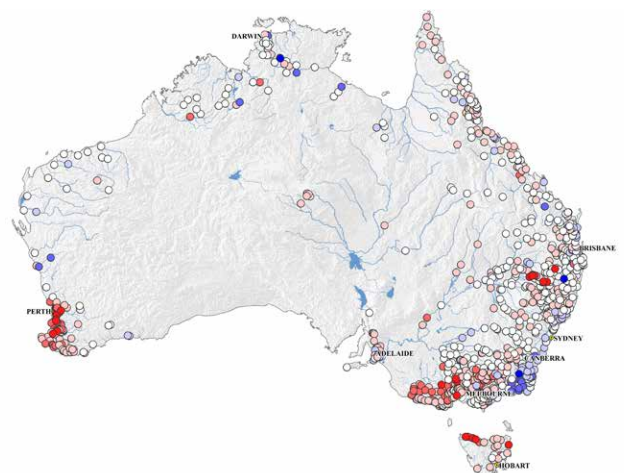 DARWIN
BRISBANE
PERTH
SYDNEY
ADELAIDE
CANBERRA
MELBOURNE
HOBART